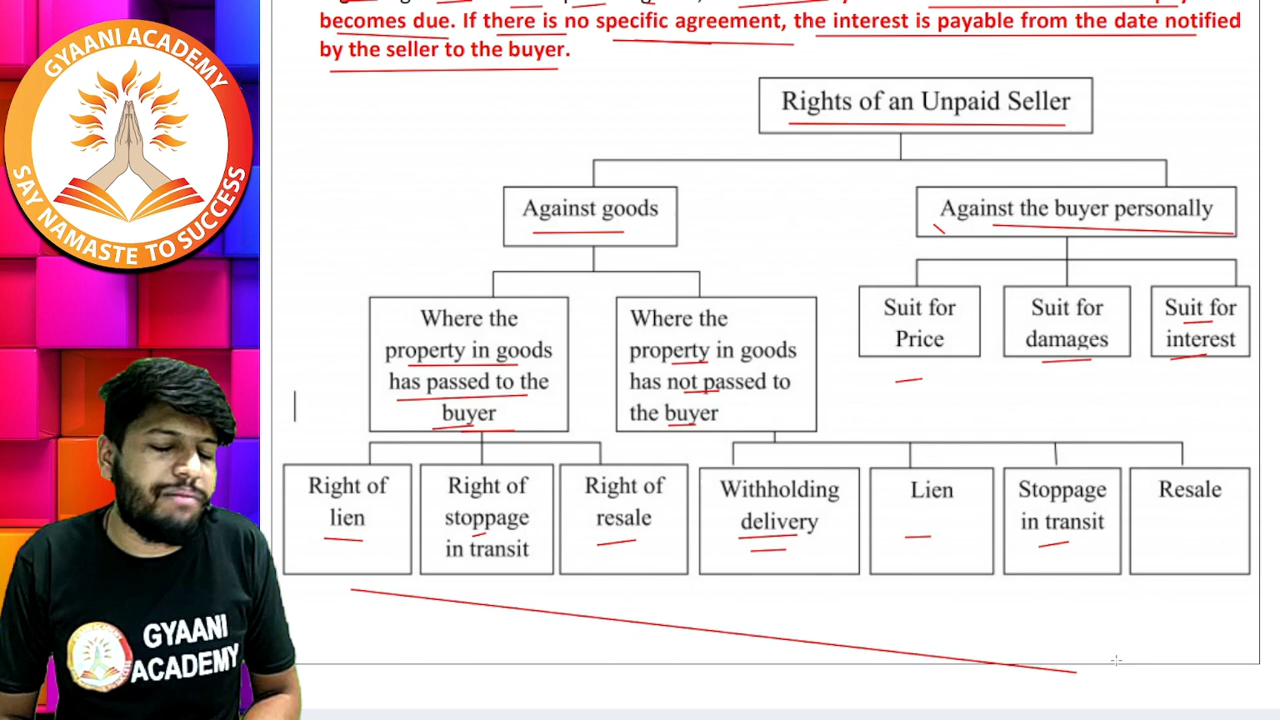 becomes due. If there is no specific agreement, the interest is payable from the date notified
by the seller to the buyer.
GYAANI ACADEMY
SAY NAMASTE TO SUCCESS
Rights of an Unpaid Seller
Against goods
Against the buyer personally
Where the
property in goods
has passed to the
buyer
Where the
property in goods
has not passed to
the buyer
Suit for
Price
Suit for
damages
Suit for
interest
Right of
lien
Right of
stoppage
in transit
Right of
resale
Withholding
delivery
Lien
Stoppage
in transit
Resale
GYAANI
ACADEMY